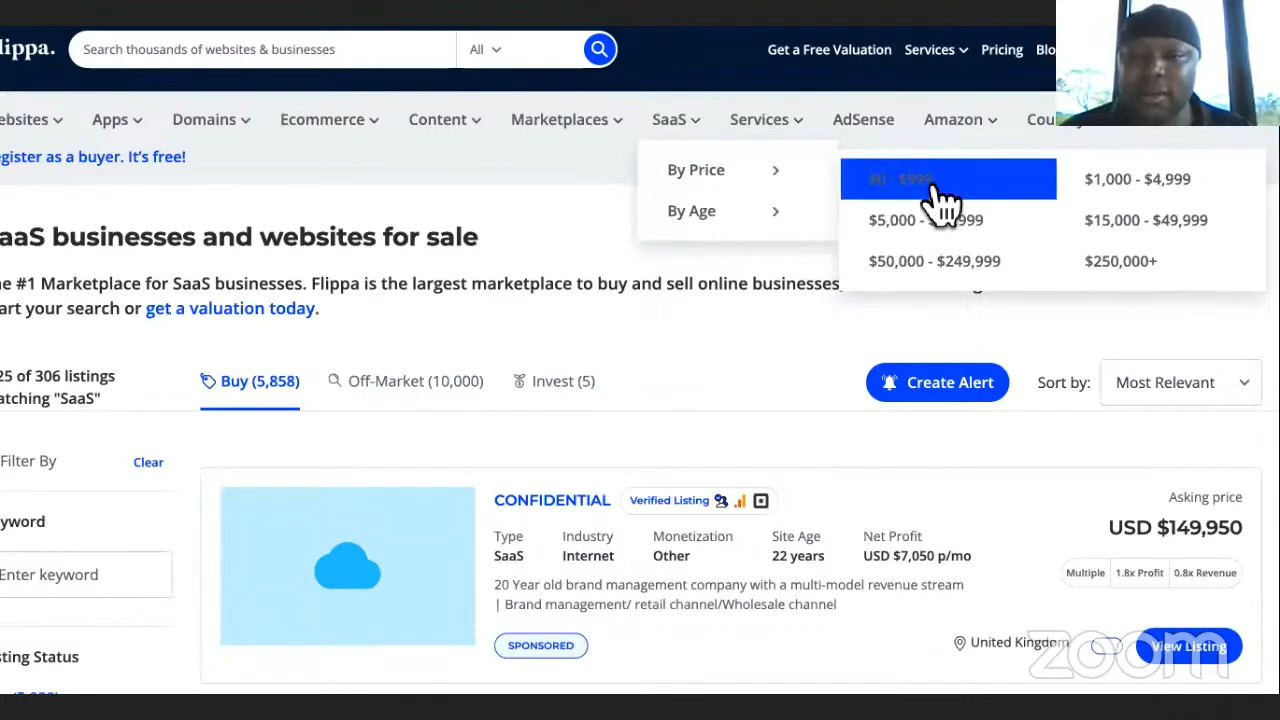 lippa.
Search thousands of websites & businesses
All
Get a Free Valuation
Services
Pricing
Blo
ebsites
Apps
Domains
Ecommerce
Content
Marketplaces
SaaS
Services
AdSense
Amazon
Cou
egister as a buyer. It's free!
By Price
$0 - $999
$1,000 - $4,999
By Age
$5,000 -
$15,000 - $49,999
$50,000 - $249,999
$250,000+
aaS businesses and websites for sale
e #1 Marketplace for SaaS businesses. Flippa is the largest marketplace to buy and sell online businesses,
art your search or get a valuation today.
25 of 306 listings
atching "SaaS"
Buy (5,858)
Off-Market (10,000)
Invest (5)
Create Alert
Sort by:
Most Relevant
Filter By
Clear
yword
Enter keyword
sting Status
CONFIDENTIAL
Verified Listing
Type
Industry
Monetization
Site Age
Net Profit
SaaS
Internet
Other
22 years
USD $7,050 p/mo
20 Year old brand management company with a multi-model revenue stream
| Brand management/ retail channel/Wholesale channel
SPONSORED
Asking price
USD $149,950
Multiple
1.8x Profit
0.8x Revenue
United Kingdom
View Listing
zoom